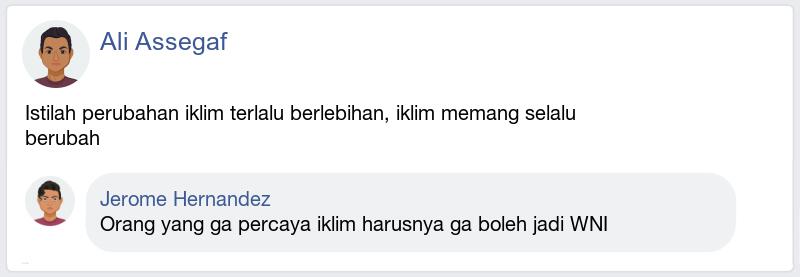 Ali Assegaf
Istilah perubahan iklim terlalu berlebihan, iklim memang selalu
berubah
Jerome Hernandez
Orang yang ga percaya iklim harusnya ga boleh jadi WNI